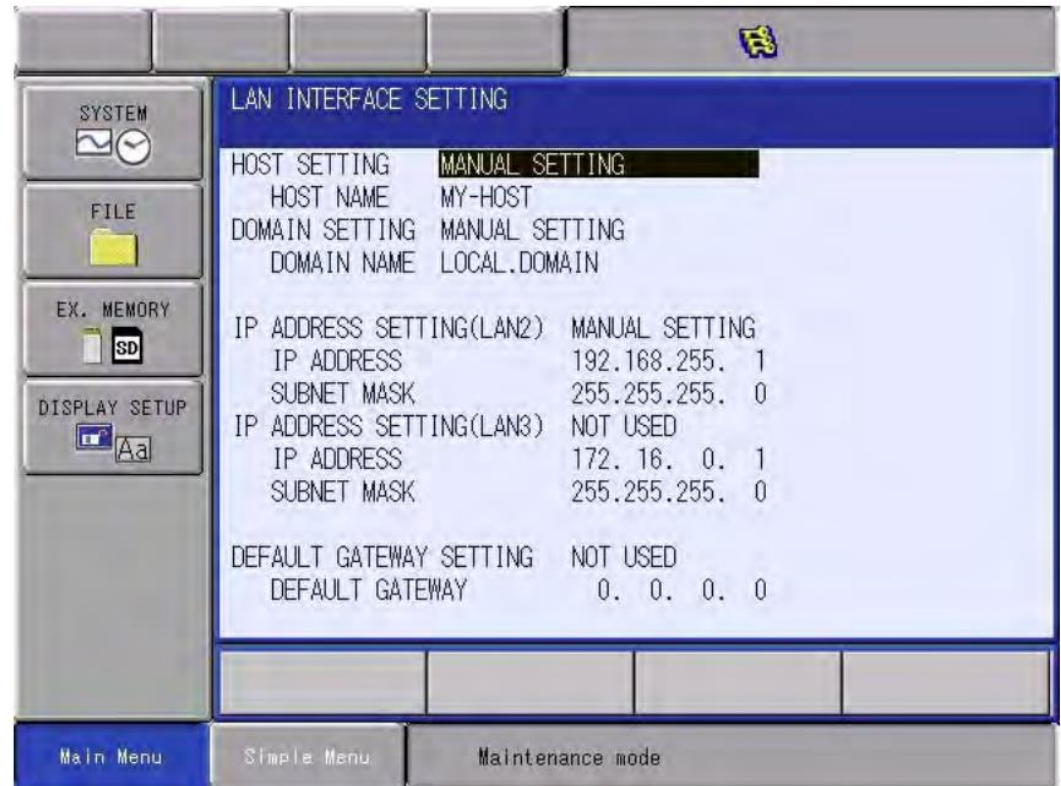 LAN INTERFACE SETTING
SYSTEM
FILE
EX. MEMORY
SD
DISPLAY SETUP
Aa
HOST SETTING MANUAL SETTING
HOST NAME MY-HOST
DOMAIN SETTING MANUAL SETTING
DOMAIN NAME LOCAL.DOMAIN
IP ADDRESS SETTING(LAN2) MANUAL SETTING
IP ADDRESS 192.168.255. 1
SUBNET MASK 255.255.255. 0
IP ADDRESS SETTING(LAN3) NOT USED
IP ADDRESS 172. 16. 0. 1
SUBNET MASK 255.255.255. 0
DEFAULT GATEWAY SETTING NOT USED
DEFAULT GATEWAY 0. 0. 0. 0
Main Menu
Simple Menu
Maintenance mode